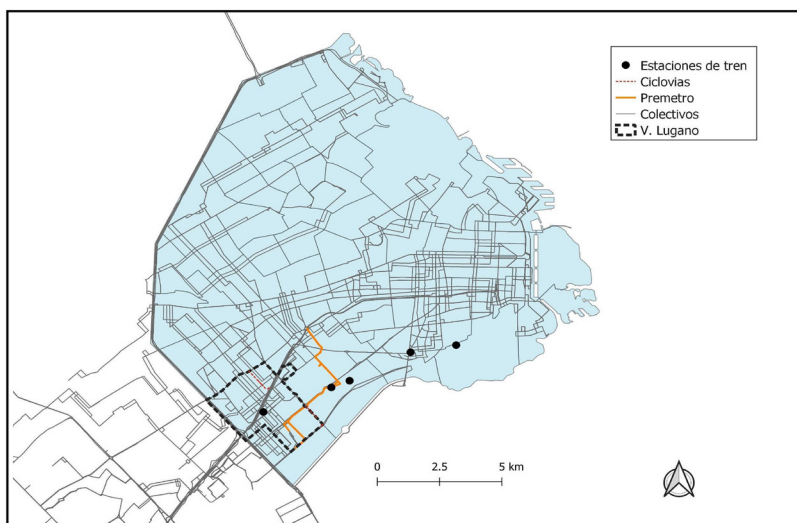 Estaciones de tren
Ciclovias
Premetro
Colectivos
V. Lugano
0 2.5 5 km